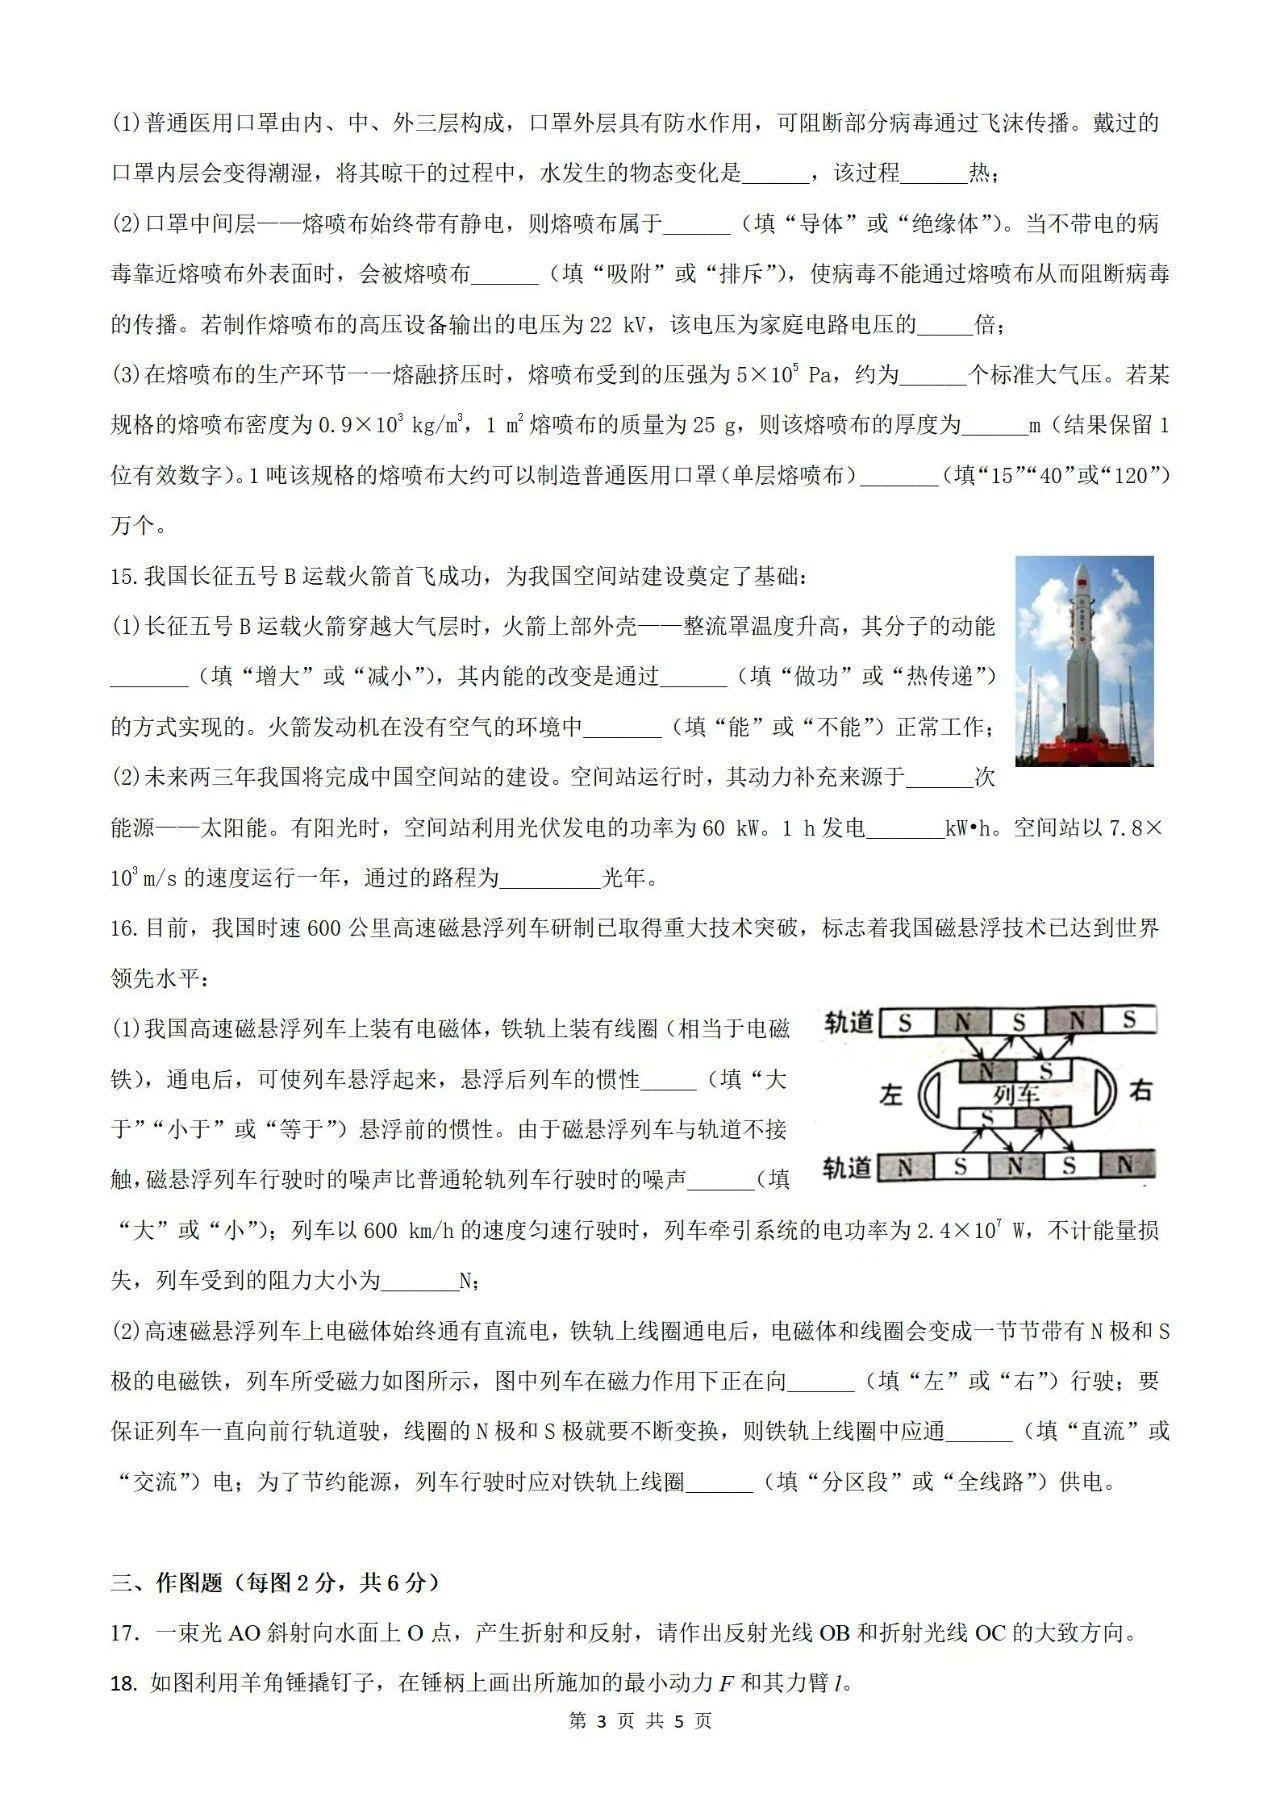 (1)普通医用口罩由内、中、外三层构成，口罩外层具有防水作用，可阻断部分病毒通过飞沫传播。戴过的
口罩内层会变得潮湿，将其晾干的过程中，水发生的物态变化是______，该过程______热；
(2)口罩中间层——熔喷布始终带有静电，则熔喷布属于______（填“导体”或“绝缘体”）。当不带电的病
毒靠近熔喷布外表面时，会被熔喷布______（填“吸附”或“排斥”），使病毒不能通过熔喷布从而阻断病毒
的传播。若制作熔喷布的高压设备输出的电压为22 kV，该电压为家庭电路电压的_____倍；
(3)在熔喷布的生产环节一一熔融挤压时，熔喷布受到的压强为5×10⁵ Pa，约为______个标准大气压。若某
规格的熔喷布密度为0.9×10³ kg/m³，1 m²熔喷布的质量为25 g，则该熔喷布的厚度为______m（结果保留1
位有效数字）。1吨该规格的熔喷布大约可以制造普通医用口罩（单层熔喷布）_______（填“15”“40”或“120”）
万个。
15.我国长征五号B运载火箭首飞成功，为我国空间站建设奠定了基础：
(1)长征五号B运载火箭穿越大气层时，火箭上部外壳——整流罩温度升高，其分子的动能
_______（填“增大”或“减小”），其内能的改变是通过______（填“做功”或“热传递”）
的方式实现的。火箭发动机在没有空气的环境中_______（填“能”或“不能”）正常工作；
(2)未来两三年我国将完成中国空间站的建设。空间站运行时，其动力补充来源于______次
能源——太阳能。有阳光时，空间站利用光伏发电的功率为60 kW。1 h发电_______kW•h。空间站以7.8×
10³m/s的速度运行一年，通过的路程为_________光年。
16.目前，我国时速600公里高速磁悬浮列车研制已取得重大技术突破，标志着我国磁悬浮技术已达到世界
领先水平：
(1)我国高速磁悬浮列车上装有电磁体，铁轨上装有线圈（相当于电磁
铁），通电后，可使列车悬浮起来，悬浮后列车的惯性_____（填“大
于”“小于”或“等于”）悬浮前的惯性。由于磁悬浮列车与轨道不接
触，磁悬浮列车行驶时的噪声比普通轮轨列车行驶时的噪声______（填
“大”或“小”）；列车以600 km/h的速度匀速行驶时，列车牵引系统的电功率为2.4×10⁷ W，不计能量损
失，列车受到的阻力大小为_______N；
轨道 S N S N S
N S
左 列车 右
S N
轨道 N S N S N
(2)高速磁悬浮列车上电磁体始终通有直流电，铁轨上线圈通电后，电磁体和线圈会变成一节节带有N极和S
极的电磁铁，列车所受磁力如图所示，图中列车在磁力作用下正在向______（填“左”或“右”）行驶；要
保证列车一直向前行轨道驶，线圈的N极和S极就要不断变换，则铁轨上线圈中应通______（填“直流”或
“交流”）电；为了节约能源，列车行驶时应对铁轨上线圈______（填“分区段”或“全线路”）供电。
三、作图题（每图2分，共6分）
17．一束光AO斜射向水面上O点，产生折射和反射，请作出反射光线OB和折射光线OC的大致方向。
18. 如图利用羊角锤撬钉子，在锤柄上画出所施加的最小动力F和其力臂l。
第 3 页 共 5 页